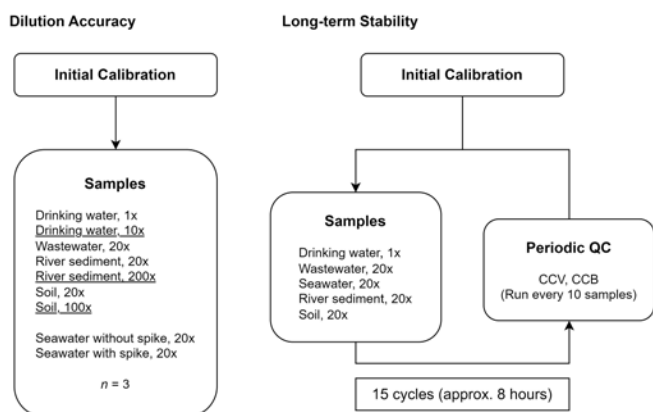 Dilution Accuracy
Initial Calibration
Samples
Drinking water, 1x
Drinking water, 10x
Wastewater, 20x
River sediment, 20x
River sediment, 200x
Soil, 20x
Soil, 100x
Seawater without spike, 20x
Seawater with spike, 20x
n = 3
Long-term Stability
Initial Calibration
Samples
Drinking water, 1x
Wastewater, 20x
Seawater, 20x
River sediment, 20x
Soil, 20x
Periodic QC
CCV, CCB
(Run every 10 samples)
15 cycles (approx. 8 hours)